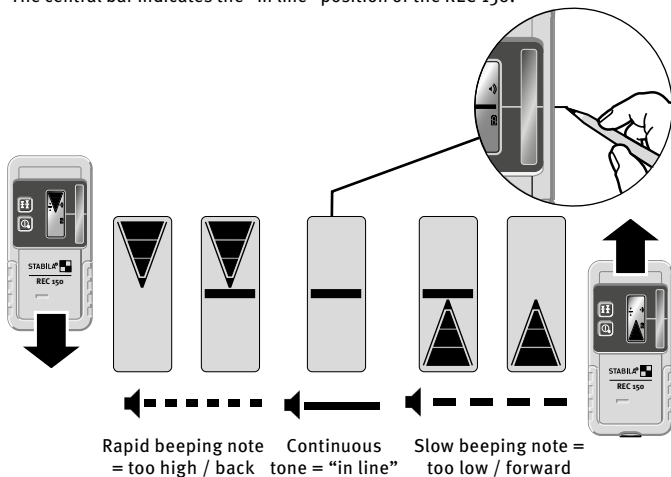 The central bar indicates the “in line” position of the REC 150.
STABILA
REC 150
STABILA
REC 150
Rapid beeping note
= too high / back
Continuous
tone = “in line”
Slow beeping note =
too low / forward